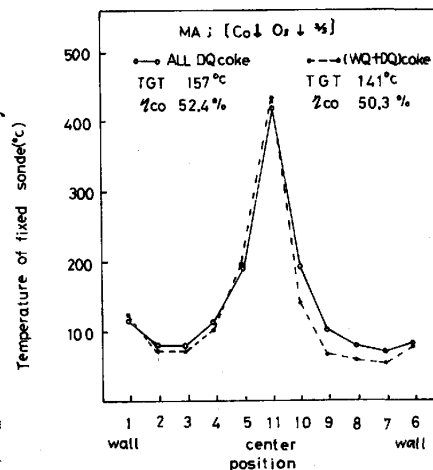 MA ; [Co↓ O₂ ↓ ⅗]
ALL DQ coke
TGT 157°C
ηco 52,4 %
(WQ+DQ)coke
TGT 141°C
ηco 50,3 %
Temperature of fixed sonde(°c)
500
400
300
200
100
1 2 3 4 5 11 10 9 8 7 6
wall center wall
position